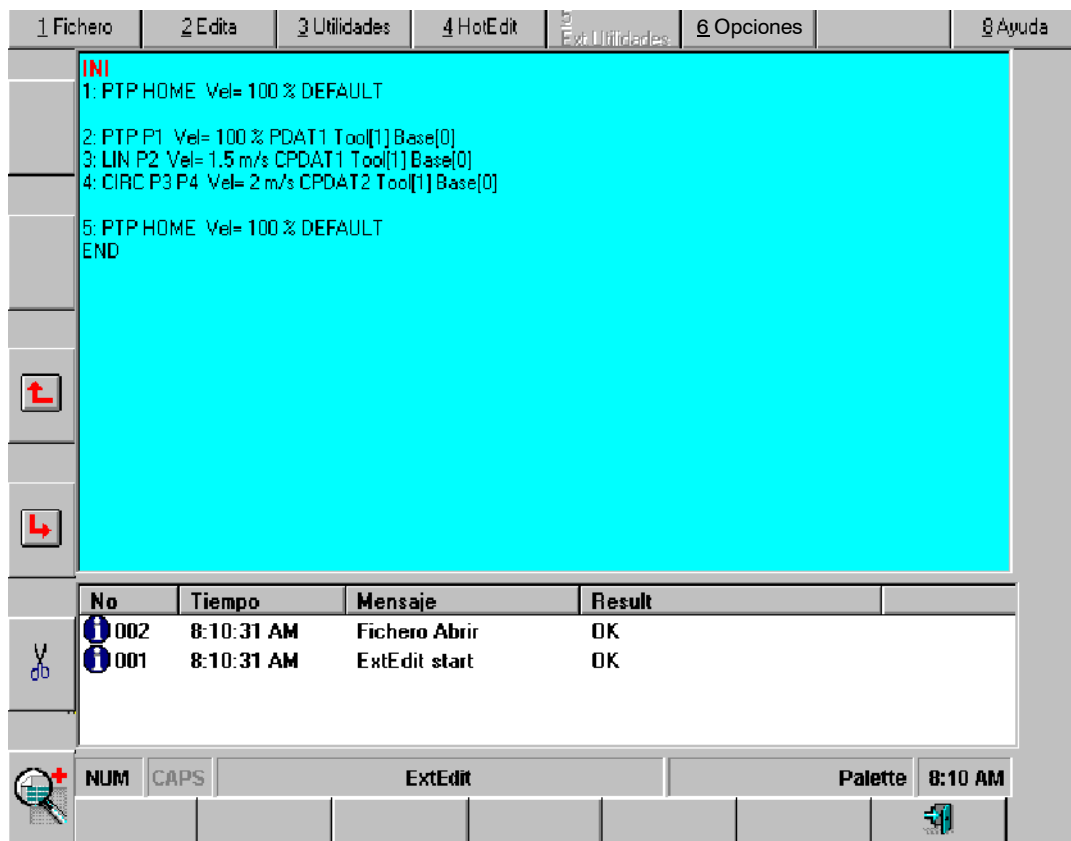 1 Fichero 2 Edita 3 Utilidades 4 HotEdit 5 Ext.Utilidades 6 Opciones 8 Ayuda
INI
1: PTP HOME Vel= 100 % DEFAULT
2: PTP P1 Vel= 100 % PDAT1 Tool[1] Base[0]
3: LIN P2 Vel= 1.5 m/s CPDAT1 Tool[1] Base[0]
4: CIRC P3 P4 Vel= 2 m/s CPDAT2 Tool[1] Base[0]
5: PTP HOME Vel= 100 % DEFAULT
END
No Tiempo Mensaje Result
002 8:10:31 AM Fichero Abrir OK
001 8:10:31 AM ExtEdit start OK
NUM CAPS ExtEdit Palette 8:10 AM